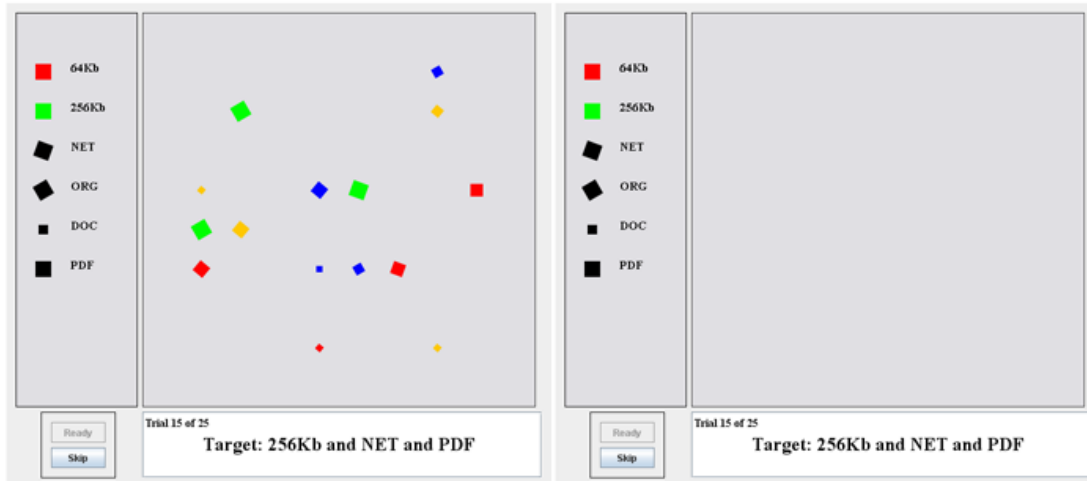 64Kb
256Kb
NET
ORG
DOC
PDF
Ready
Skip
Trial 15 of 25
Target: 256Kb and NET and PDF
64Kb
256Kb
NET
ORG
DOC
PDF
Ready
Skip
Trial 15 of 25
Target: 256Kb and NET and PDF